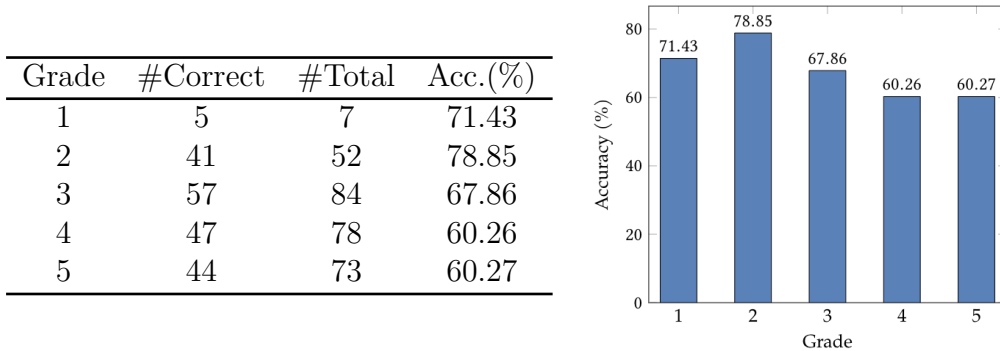 Grade #Correct #Total Acc.(%)
1 5 7 71.43
2 41 52 78.85
3 57 84 67.86
4 47 78 60.26
5 44 73 60.27
80
60
40
20
0
Accuracy (%)
71.43
78.85
67.86
60.26
60.27
1 2 3 4 5
Grade